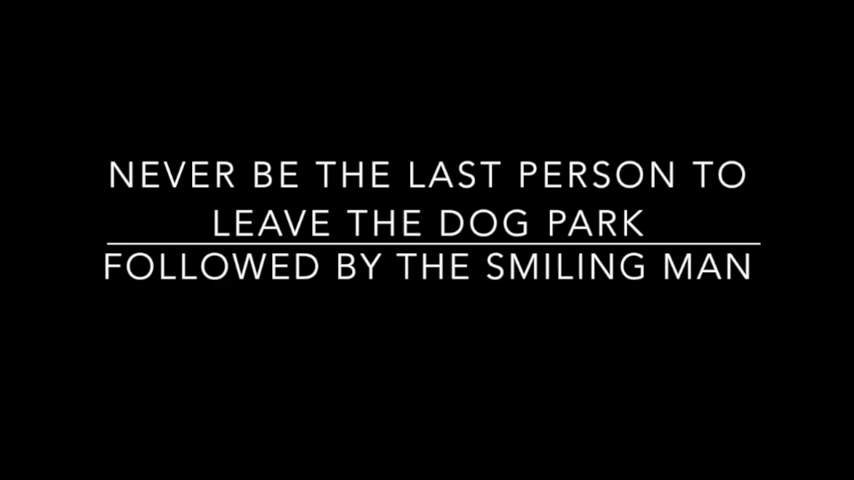 NEVER BE THE LAST PERSON TO
LEAVE THE DOG PARK
FOLLOWED BY THE SMILING MAN